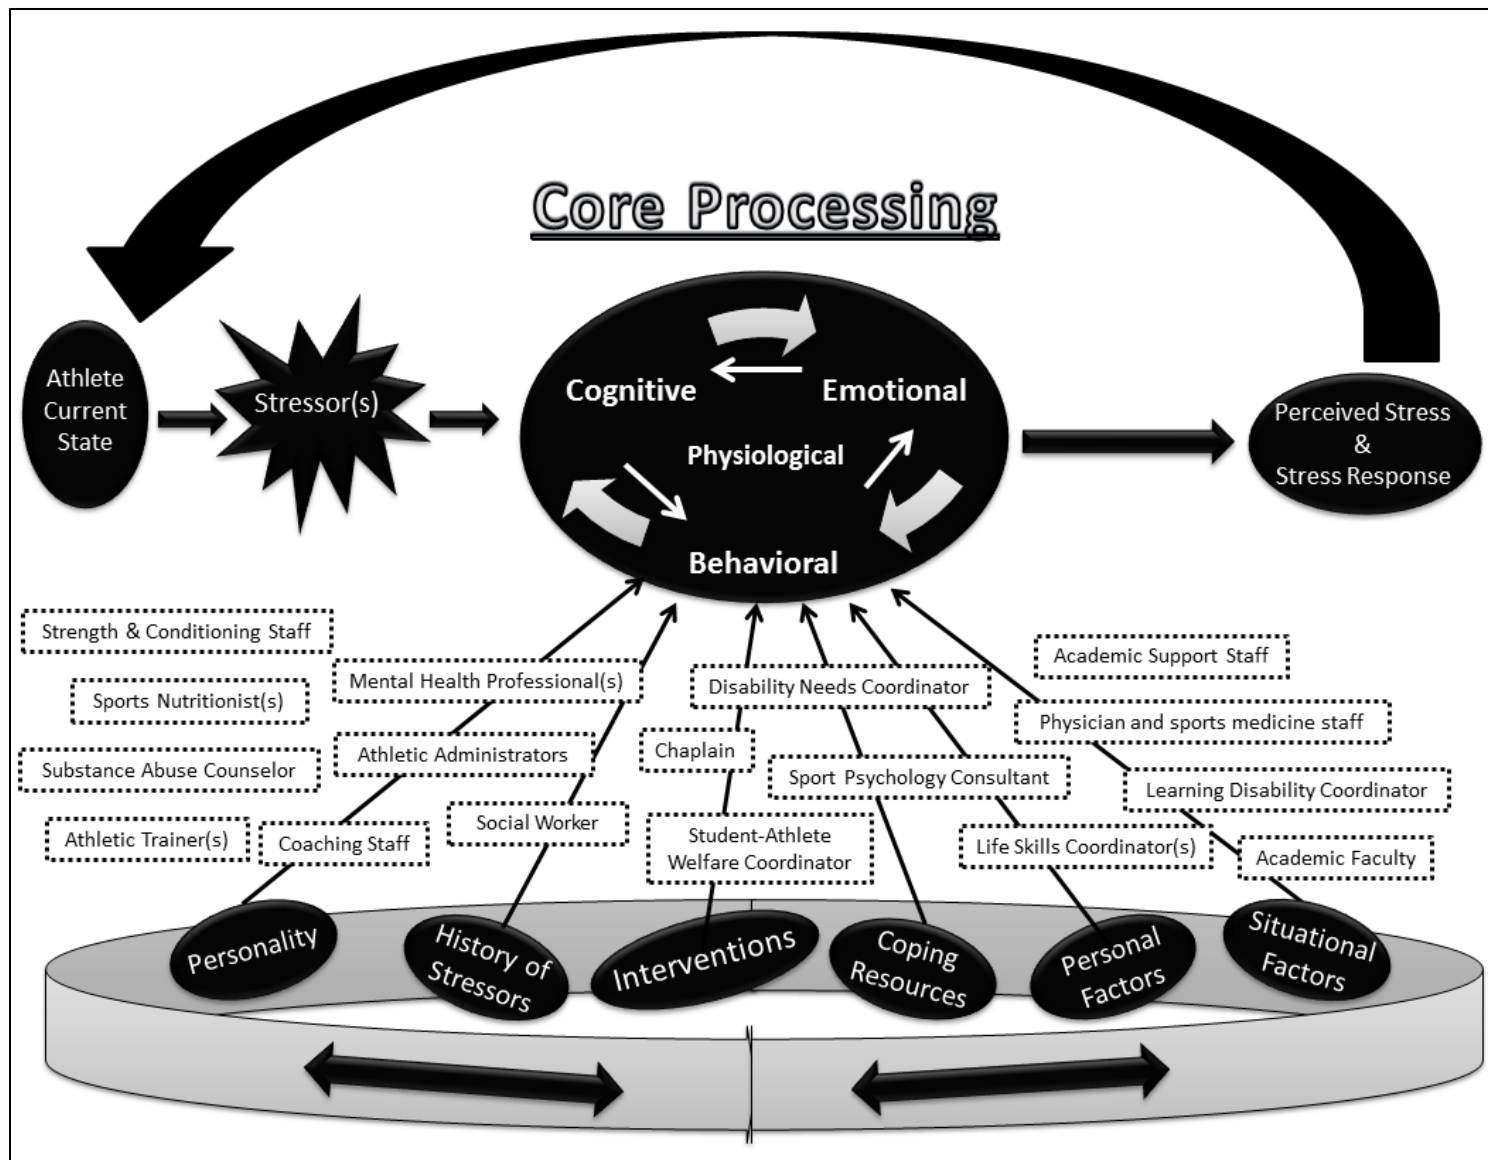 Core Processing
Athlete
Current
State
Stressor(s)
Cognitive
Emotional
Physiological
Behavioral
Perceived Stress
&
Stress Response
Strength & Conditioning Staff
Mental Health Professional(s)
Disability Needs Coordinator
Academic Support Staff
Sports Nutritionist(s)
Physician and sports medicine staff
Substance Abuse Counselor
Athletic Administrators
Chaplain
Sport Psychology Consultant
Learning Disability Coordinator
Athletic Trainer(s)
Coaching Staff
Social Worker
Student-Athlete
Welfare Coordinator
Life Skills Coordinator(s)
Academic Faculty
Personality
History of
Stressors
Interventions
Coping
Resources
Personal
Factors
Situational
Factors